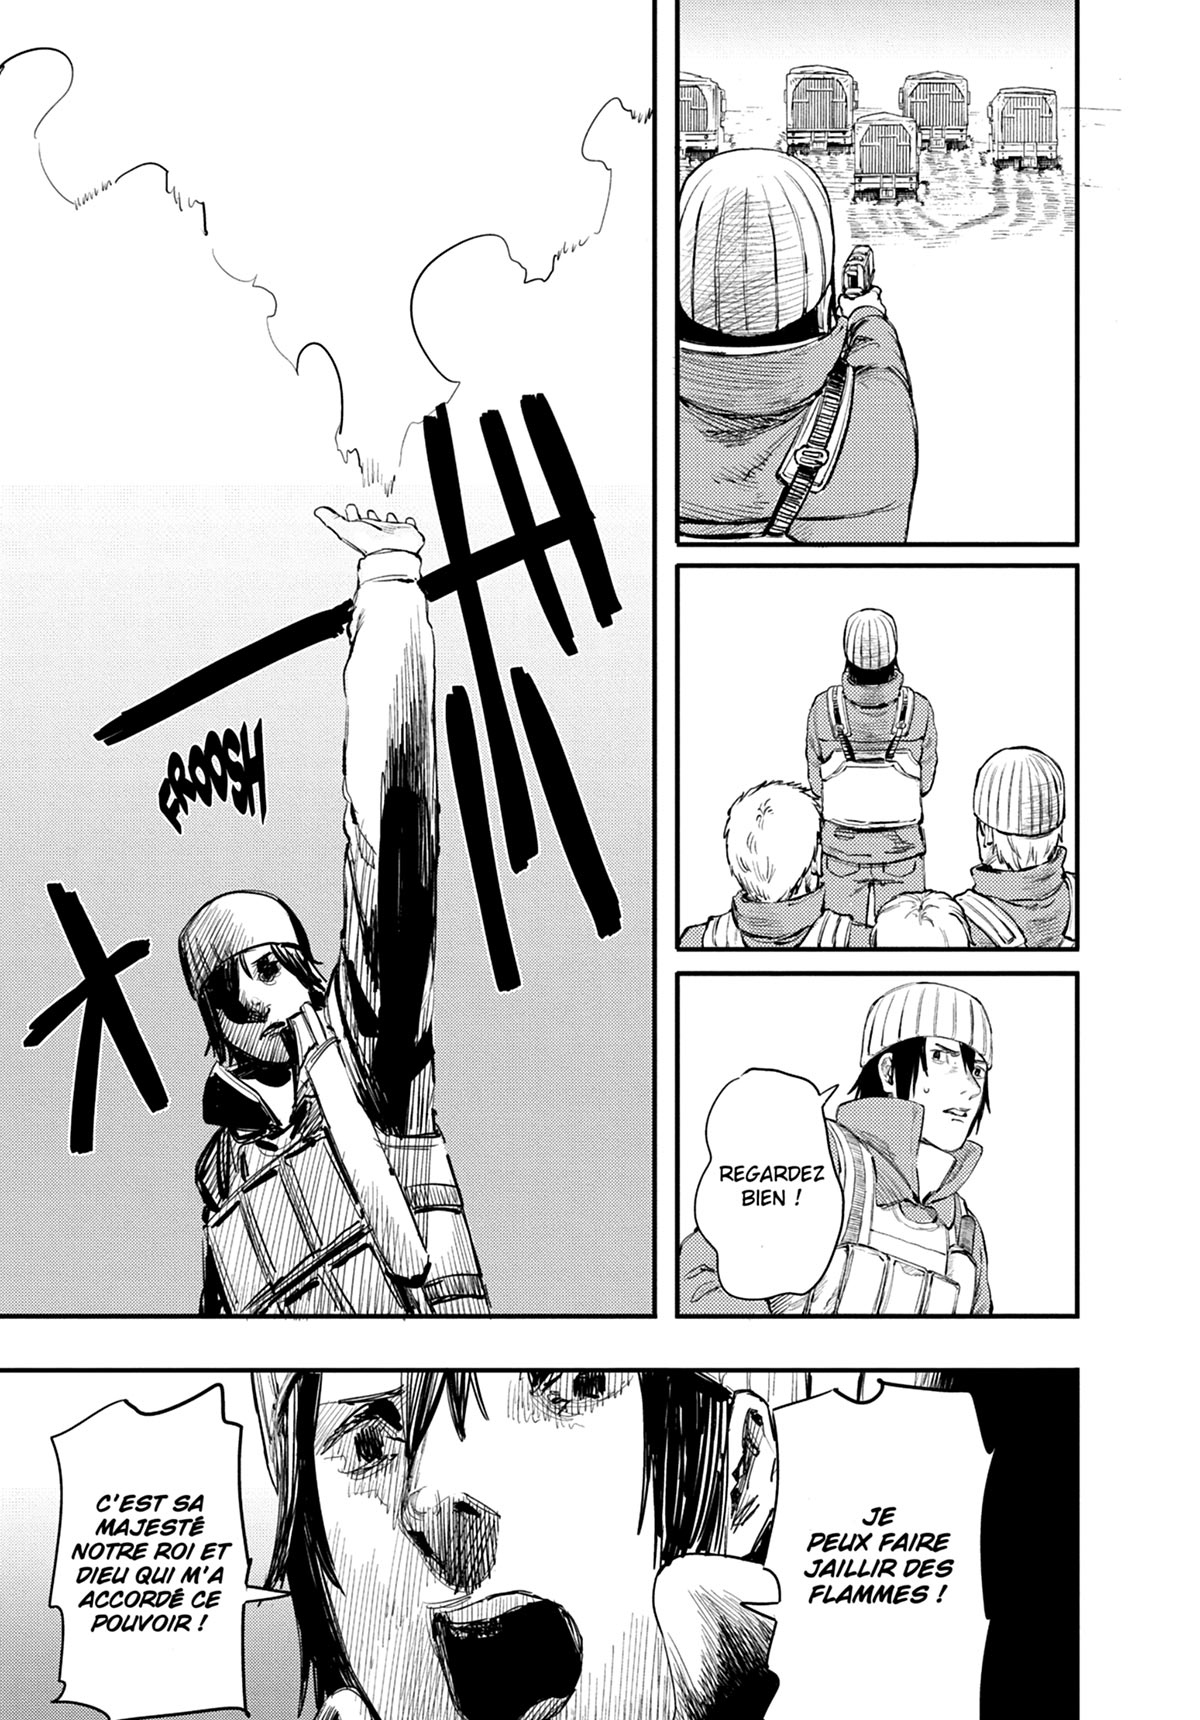 REGARDEZ
BIEN !
FROOSH
JE
PEUX FAIRE
JAILLIR DES
FLAMMES !
C'EST SA
MAJESTÉ
NOTRE ROI ET
DIEU QUI M'A
ACCORDÉ CE
POUVOIR !